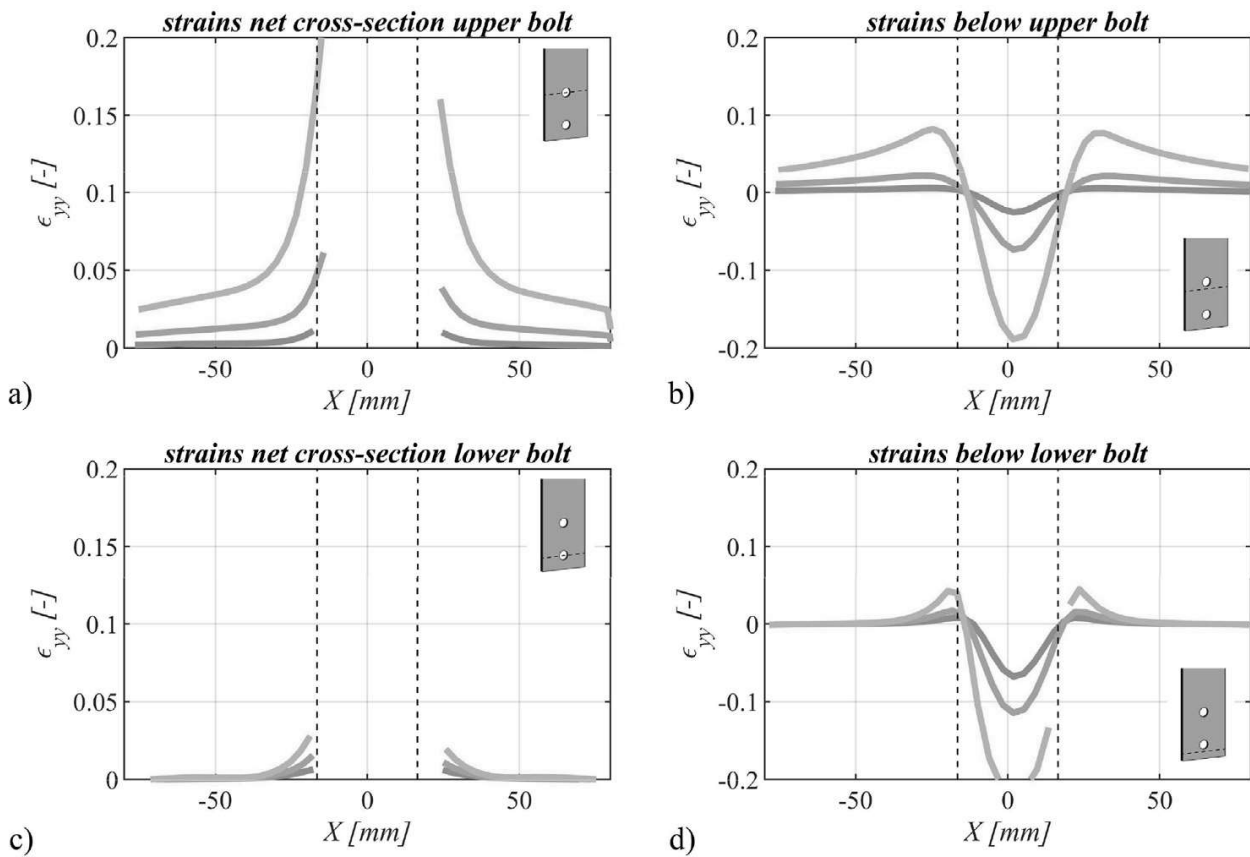 strains net cross-section upper bolt
0.2
0.15
0.1
0.05
0
ϵyy [-]
-50 0 50
X [mm]
a)
strains below upper bolt
0.2
0.1
0
-0.1
-0.2
ϵyy [-]
-50 0 50
X [mm]
b)
strains net cross-section lower bolt
0.2
0.15
0.1
0.05
0
ϵyy [-]
-50 0 50
X [mm]
c)
strains below lower bolt
0.2
0.1
0
-0.1
-0.2
ϵyy [-]
-50 0 50
X [mm]
d)